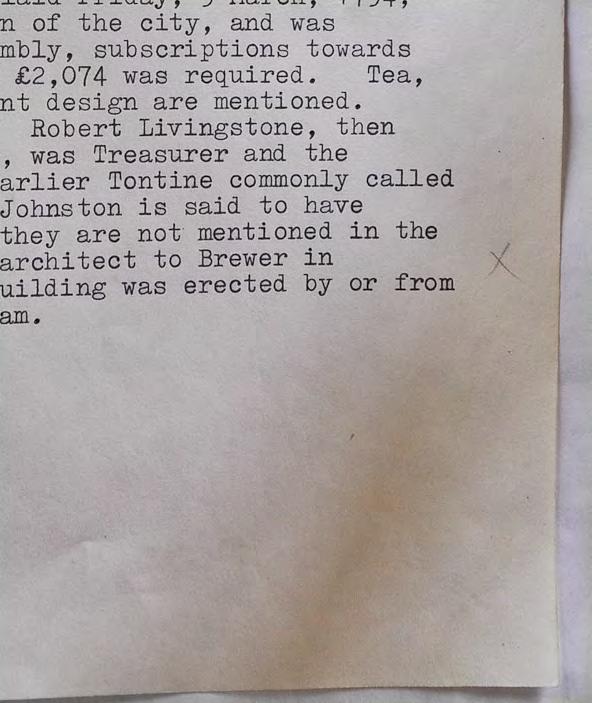 n of the city, and was
mbly, subscriptions towards
£2,074 was required. Tea,
nt design are mentioned.
Robert Livingstone, then
, was Treasurer and the
arlier Tontine commonly called
Johnston is said to have
they are not mentioned in the
architect to Brewer in
uilding was erected by or from
am.